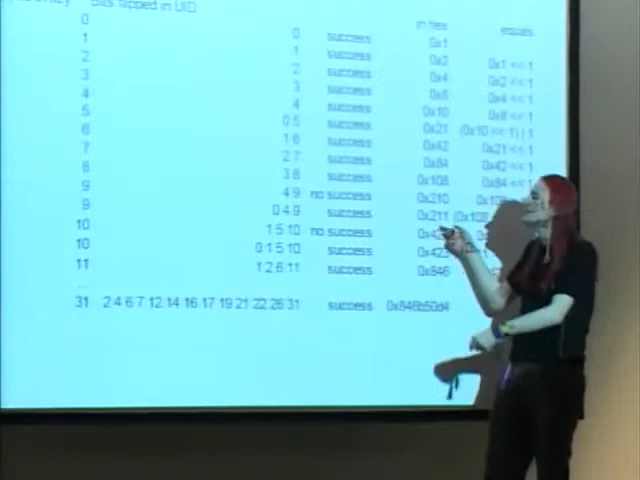 Bits flipped in UID in hex equals
0 0 success 0x1
1 1 success 0x2 0x1 << 1
2 2 success 0x4 0x2 << 1
3 3 success 0x8 0x4 << 1
4 4 success 0x10 0x8 << 1
5 0 5 success 0x21 (0x10 << 1) | 1
6 1 6 success 0x42 0x21 << 1
7 2 7 success 0x84 0x42 << 1
8 3 8 success 0x108 0x84 << 1
9 4 9 no success 0x210
9 0 4 9 success 0x211 (0x108
10 1 5 10 no success
10 0 1 5 10 success 0x423
11 1 2 6 11 success 0x846
...
31 2 4 6 7 12 14 16 17 19 21 22 26 31 success 0x846b50d4